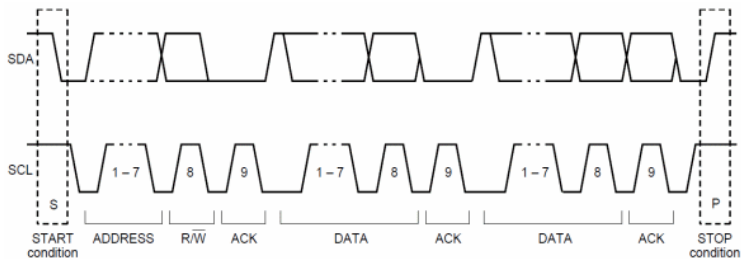 SDA
SCL
1 – 7 8 9 1 – 7 8 9 1 – 7 8 9
S P
START condition ADDRESS R/W̅ ACK DATA ACK DATA ACK STOP condition